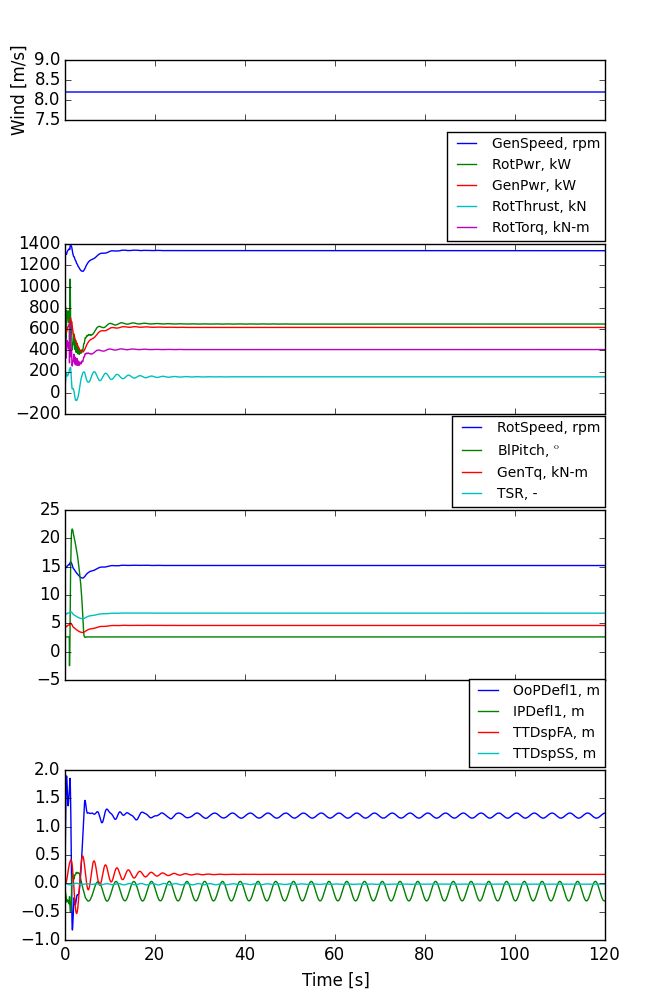 Wind [m/s]
9.0
8.5
8.0
7.5
GenSpeed, rpm
RotPwr, kW
GenPwr, kW
RotThrust, kN
RotTorq, kN-m
1400
1200
1000
800
600
400
200
0
−200
RotSpeed, rpm
BlPitch, °
GenTq, kN-m
TSR, -
25
20
15
10
5
0
−5
OoPDefl1, m
IPDefl1, m
TTDspFA, m
TTDspSS, m
2.0
1.5
1.0
0.5
0.0
−0.5
−1.0
0 20 40 60 80 100 120
Time [s]